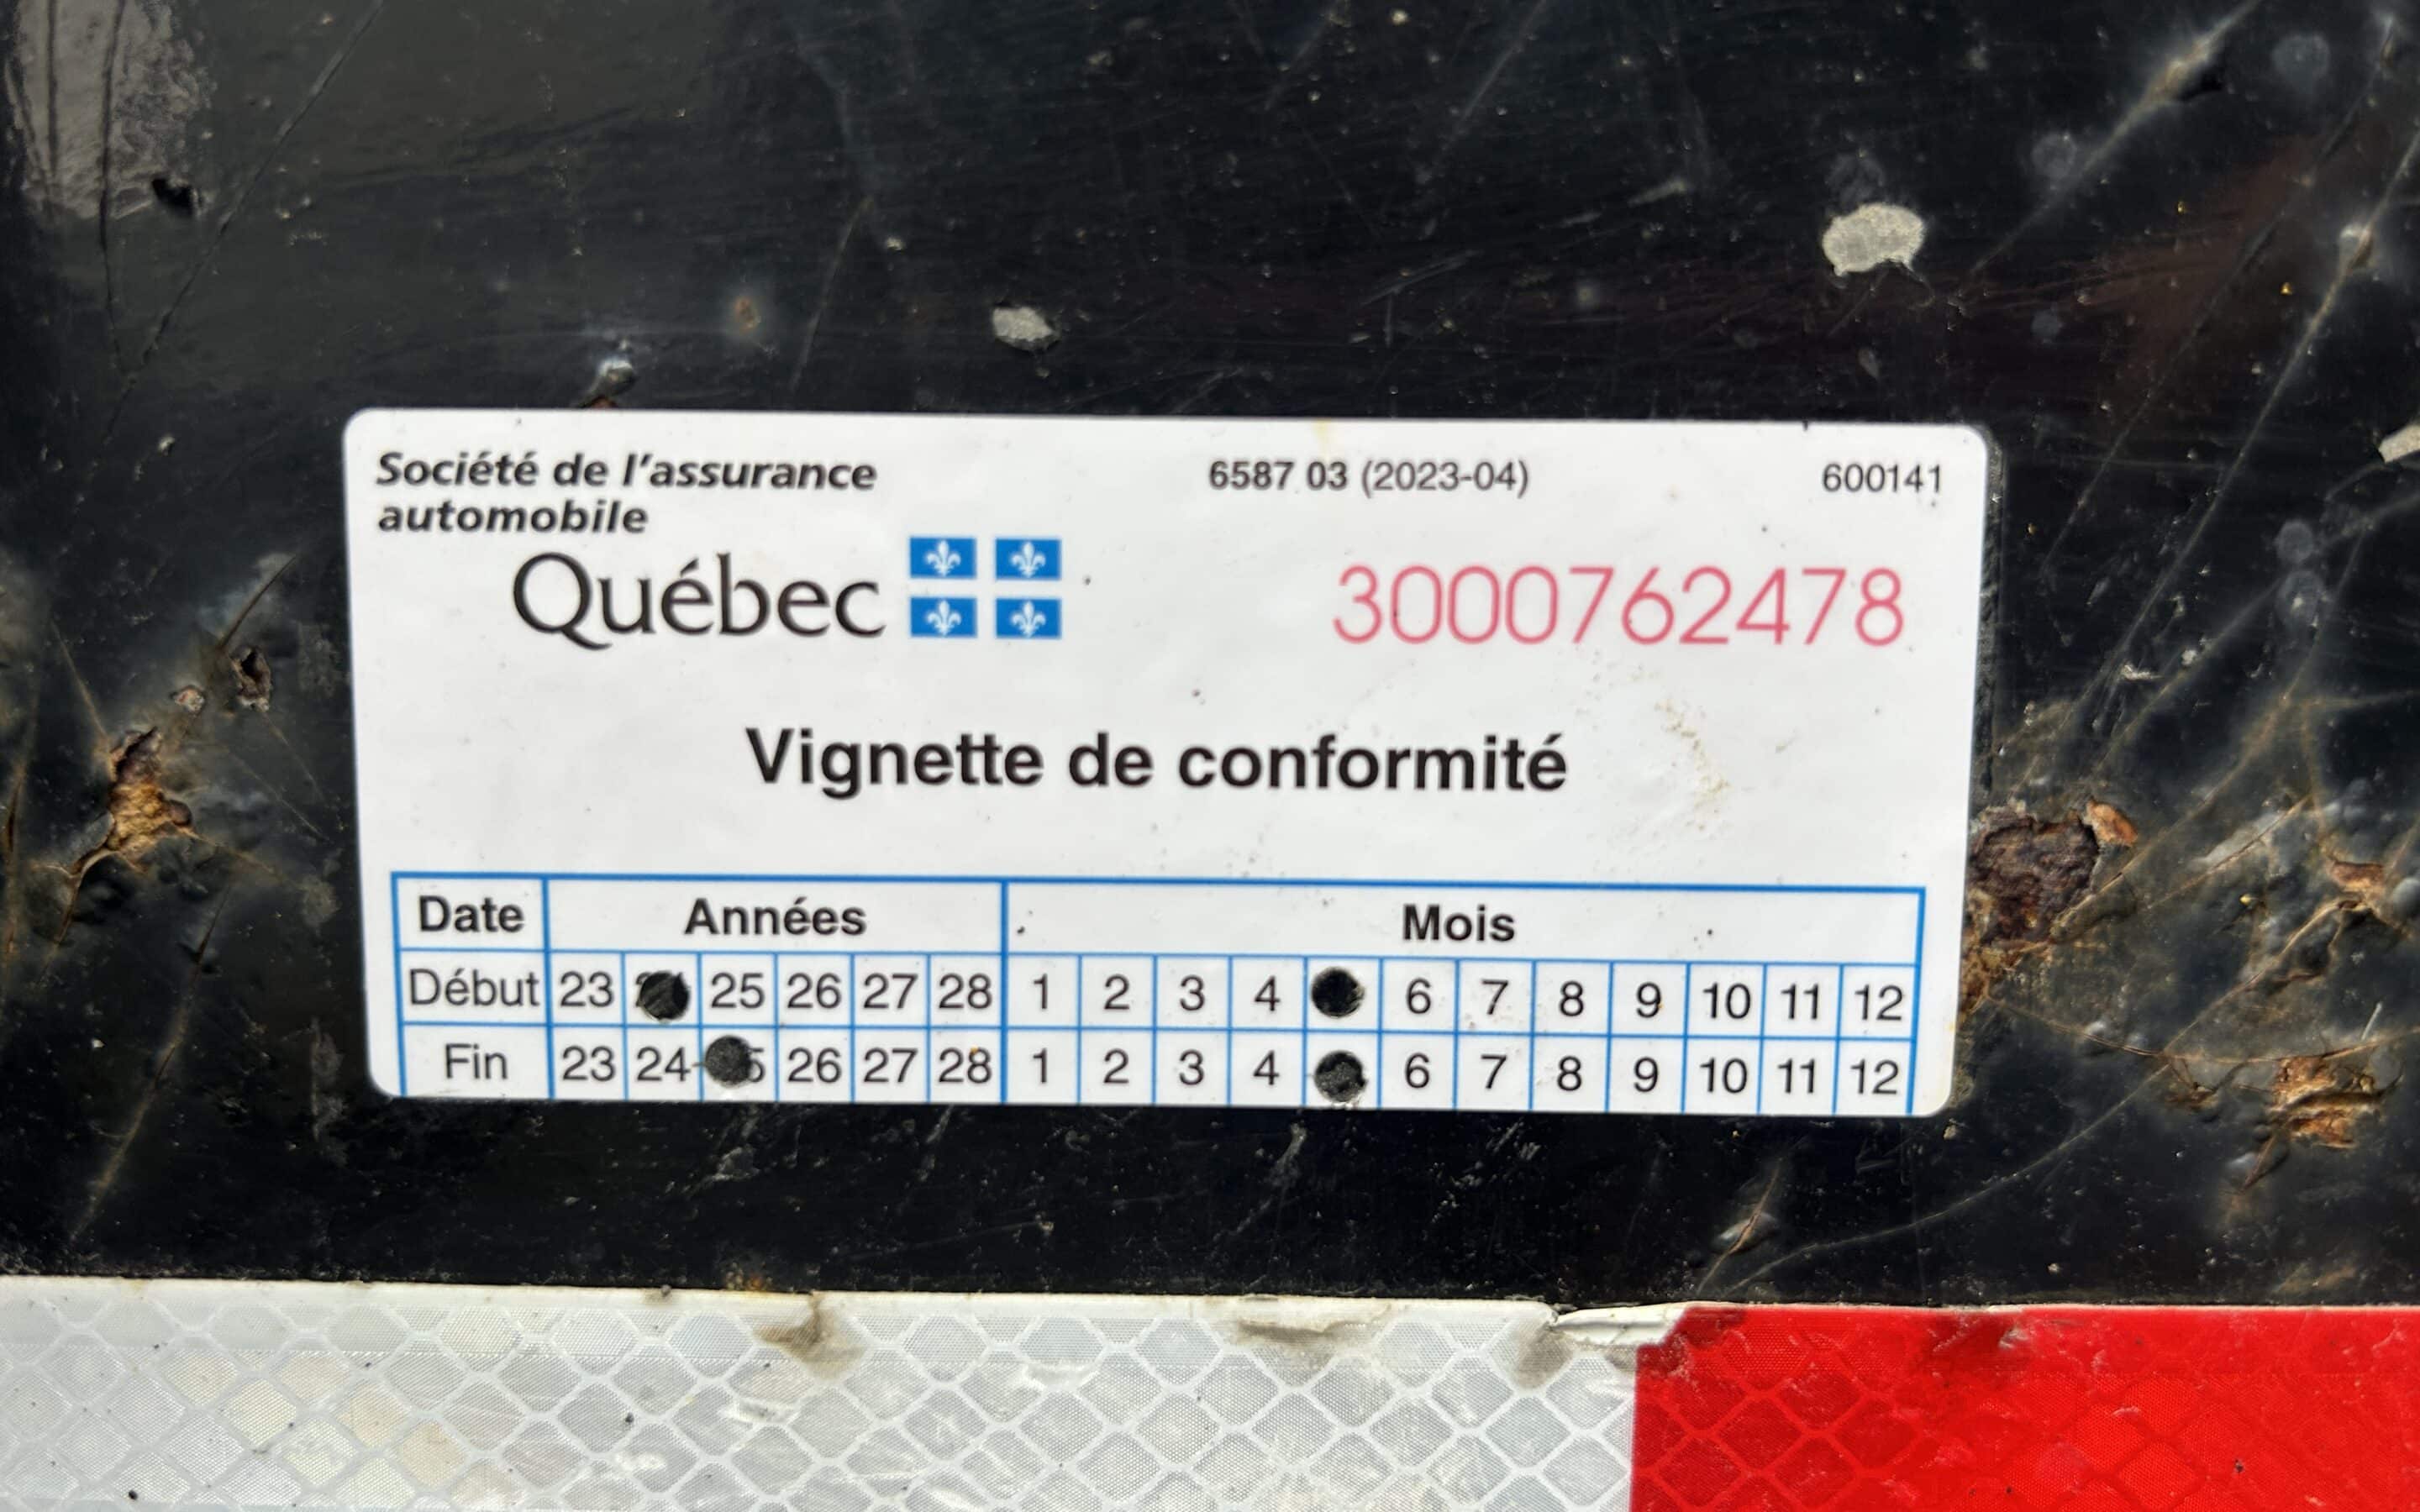 Société de l'assurance
automobile
6587 03 (2023-04)
600141
Québec
3000762478
Vignette de conformité
Date Années Mois
Début 23 25 26 27 28 1 2 3 4 6 7 8 9 10 11 12
Fin 23 24 26 27 28 1 2 3 4 6 7 8 9 10 11 12